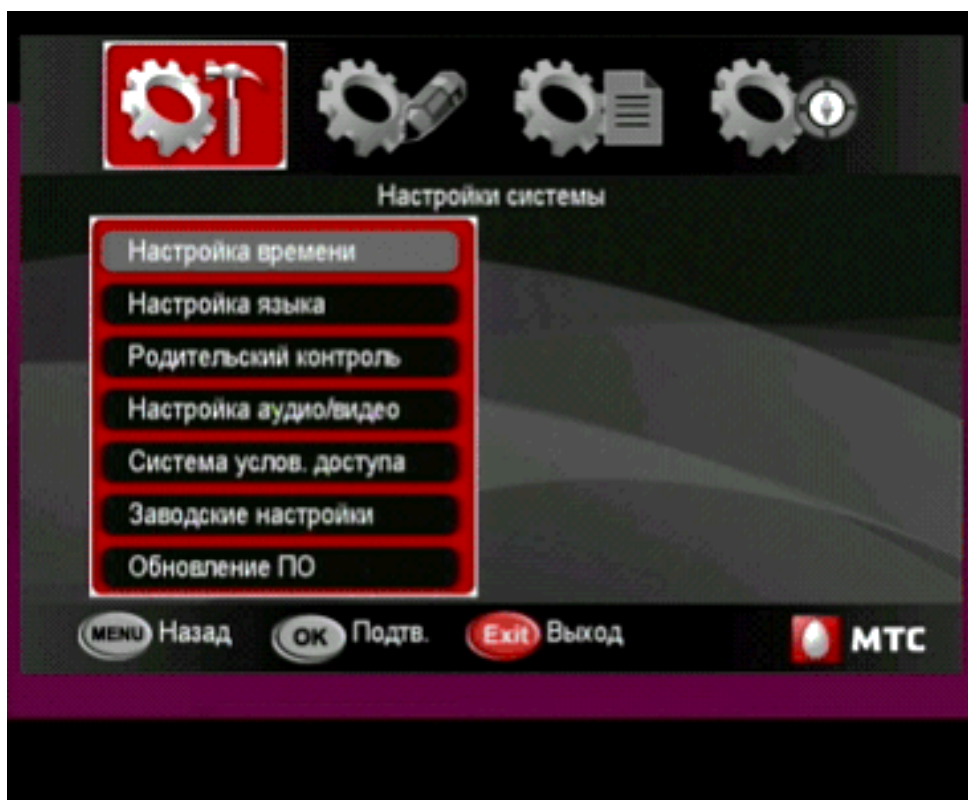 Настройки системы
Настройка времени
Настройка языка
Родительский контроль
Настройка аудио/видео
Система услов. доступа
Заводские настройки
Обновление ПО
MENU Назад OK Подтв. Exit Выход МТС